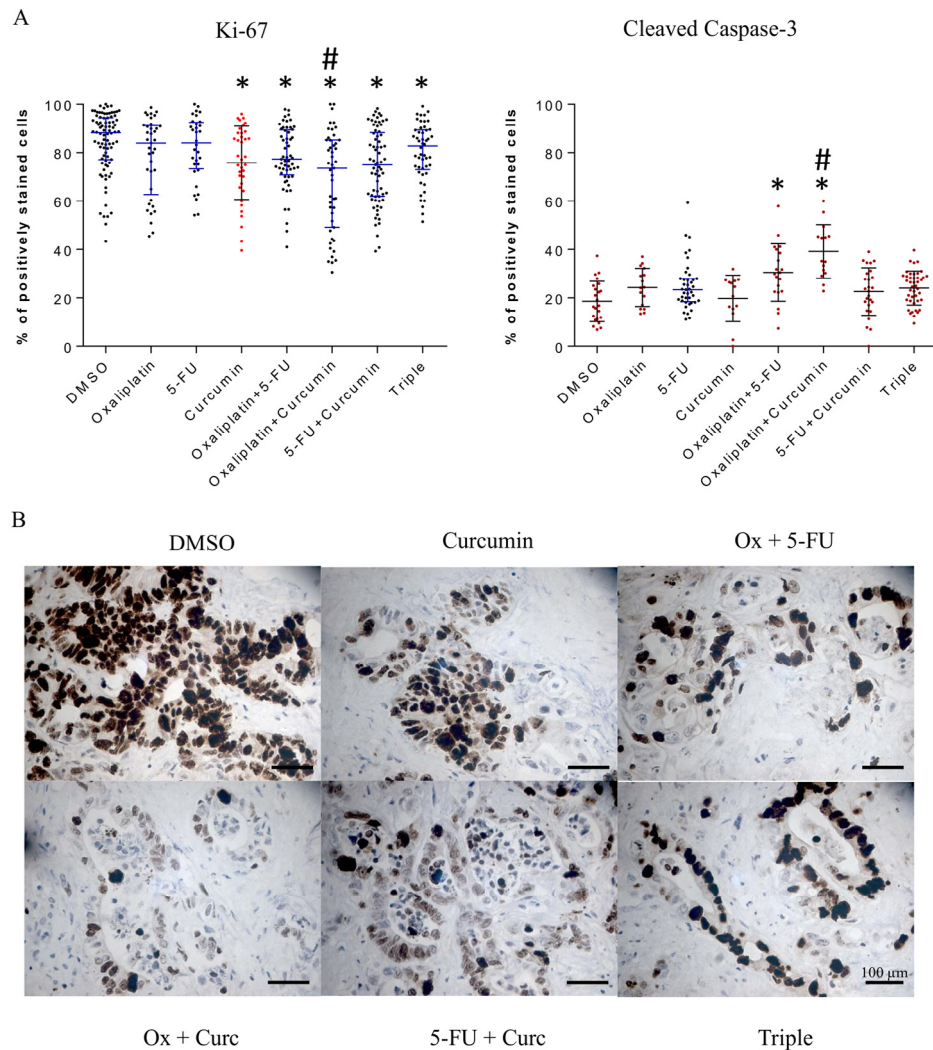 A
Ki-67
Cleaved Caspase-3
#
* * * * *
#
* *
% of positively stained cells
100
80
60
40
20
0
DMSO
Oxaliplatin
5-FU
Curcumin
Oxaliplatin+5-FU
Oxaliplatin+Curcumin
5-FU+Curcumin
Triple
% of positively stained cells
100
80
60
40
20
0
DMSO
Oxaliplatin
5-FU
Curcumin
Oxaliplatin+5-FU
Oxaliplatin+Curcumin
5-FU+Curcumin
Triple
B
DMSO
Curcumin
Ox + 5-FU
100 μm
Ox + Curc
5-FU + Curc
Triple